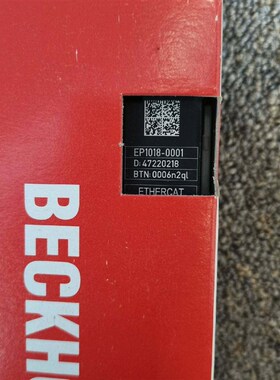 EP1018-0001
D: 47220218
BTN: 0006n2ql
ETHERCAT
BECKH